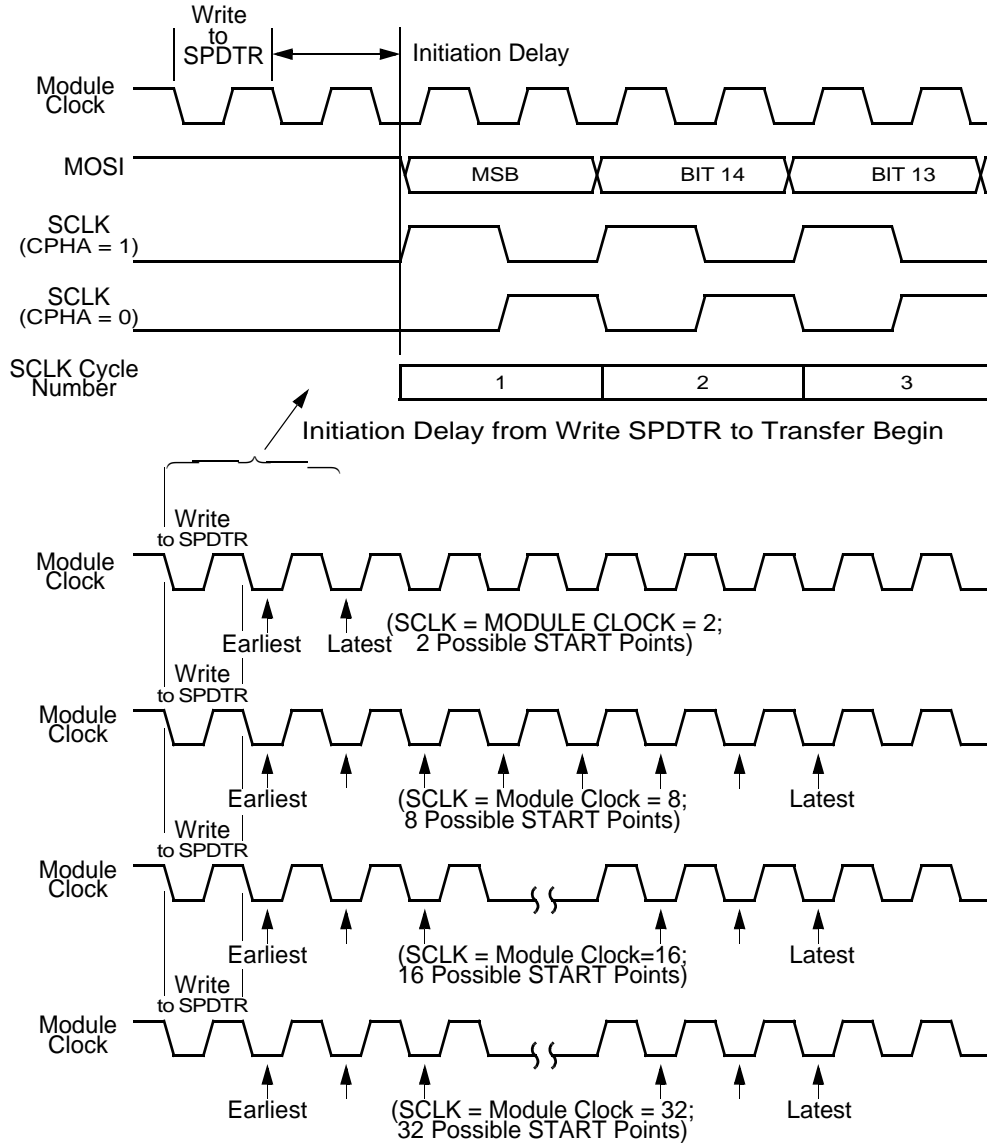 Write
to
SPDTR
Initiation Delay
Module
Clock
MOSI
MSB
BIT 14
BIT 13
SCLK
(CPHA = 1)
SCLK
(CPHA = 0)
SCLK Cycle
Number
1
2
3
Initiation Delay from Write SPDTR to Transfer Begin
Write
to SPDTR
Module
Clock
Earliest
Latest
(SCLK = MODULE CLOCK = 2;
2 Possible START Points)
Write
to SPDTR
Module
Clock
Earliest
(SCLK = Module Clock = 8;
8 Possible START Points)
Latest
Write
to SPDTR
Module
Clock
Earliest
(SCLK = Module Clock=16;
16 Possible START Points)
Latest
Write
to SPDTR
Module
Clock
Earliest
(SCLK = Module Clock = 32;
32 Possible START Points)
Latest